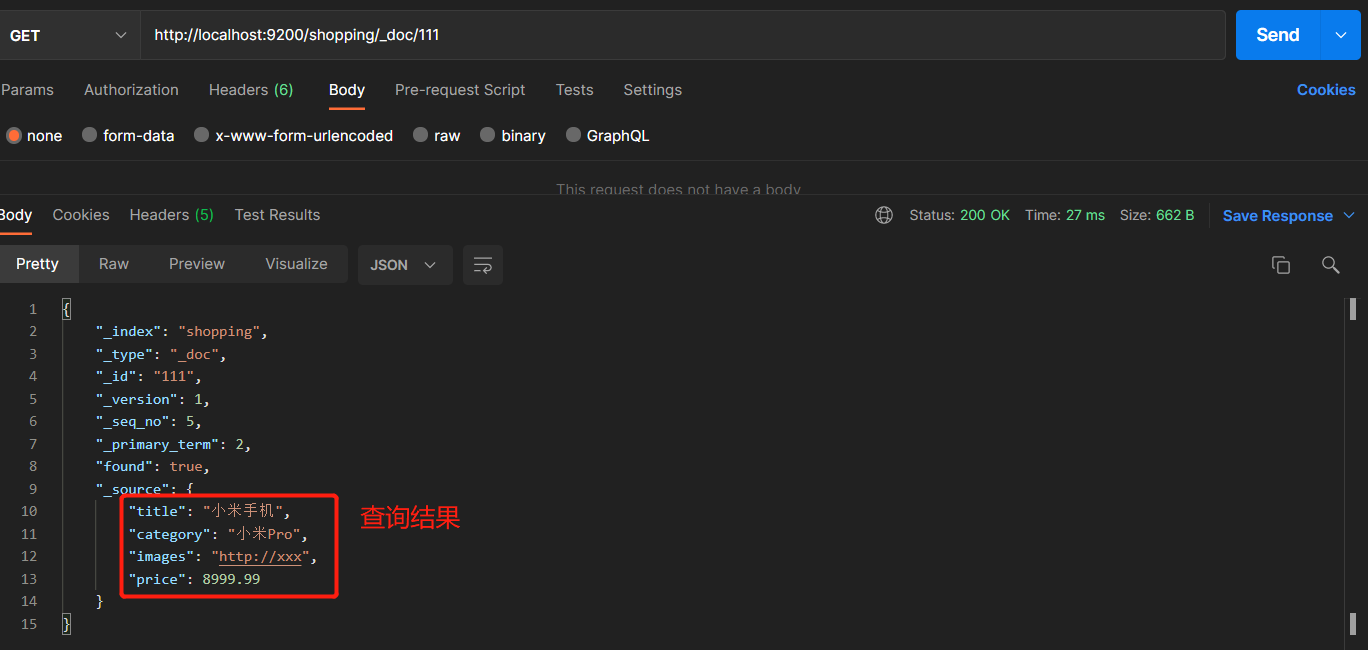 GET http://localhost:9200/shopping/_doc/111 Send
Params Authorization Headers (6) Body Pre-request Script Tests Settings Cookies
none form-data x-www-form-urlencoded raw binary GraphQL
This request does not have a body
Body Cookies Headers (5) Test Results Status: 200 OK Time: 27 ms Size: 662 B Save Response
Pretty Raw Preview Visualize JSON
1 {
2 "_index": "shopping",
3 "_type": "_doc",
4 "_id": "111",
5 "_version": 1,
6 "_seq_no": 5,
7 "_primary_term": 2,
8 "found": true,
9 "_source": {
10 "title": "小米手机",
11 "category": "小米Pro",
12 "images": "http://xxx",
13 "price": 8999.99
14 }
15 }
查询结果